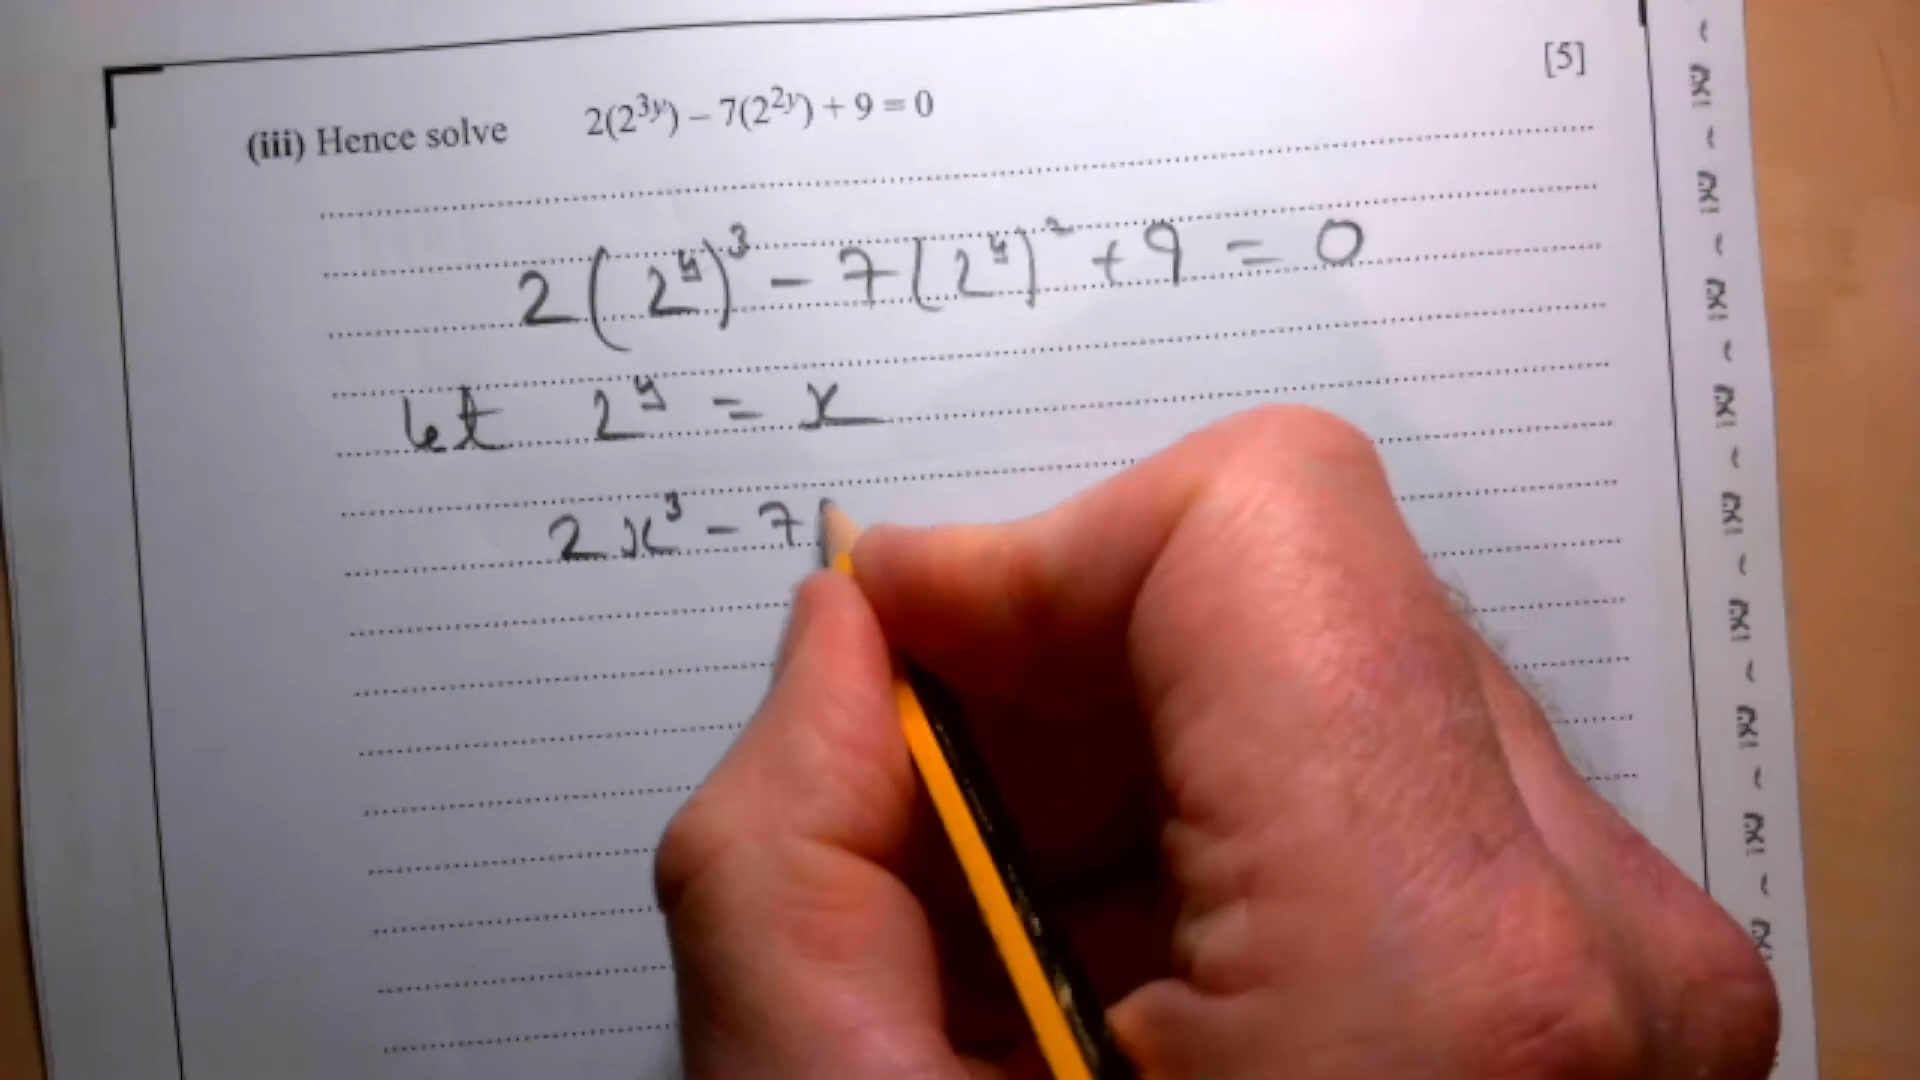 [5]
(iii) Hence solve 2(2^{3y}) – 7(2^{2y}) + 9 = 0
2(2^y)^3 - 7(2^y)^2 + 9 = 0
let 2^y = x
2x^3 - 7